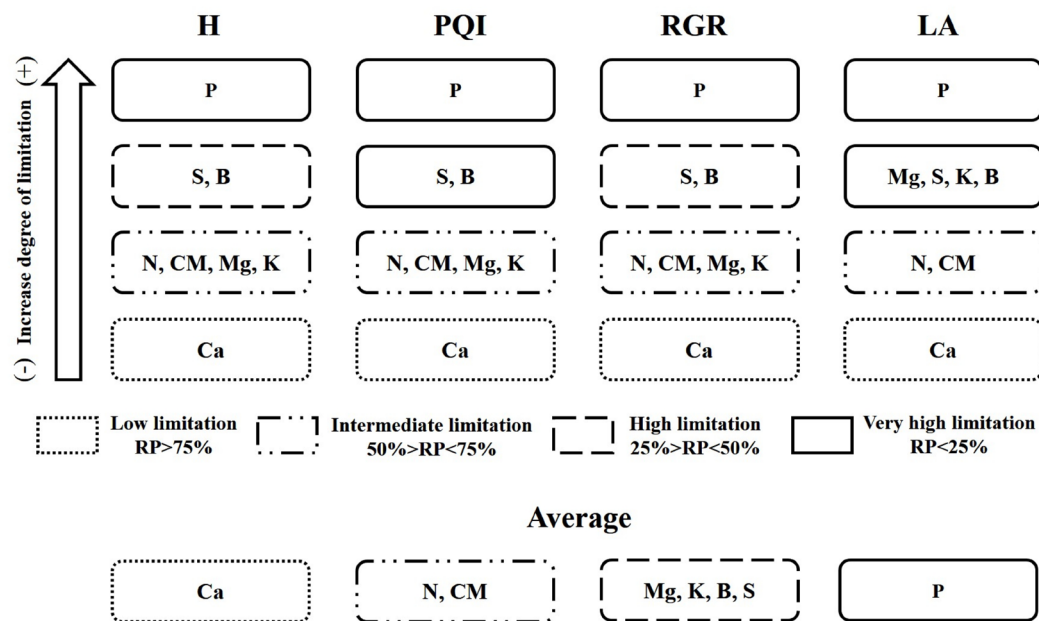 H PQI RGR LA
(-) Increase degree of limitation (+)
P P P P
S, B S, B S, B Mg, S, K, B
N, CM, Mg, K N, CM, Mg, K N, CM, Mg, K N, CM
Ca Ca Ca Ca
Low limitation Intermediate limitation High limitation Very high limitation
RP>75% 50%>RP<75% 25%>RP<50% RP<25%
Average
Ca N, CM Mg, K, B, S P